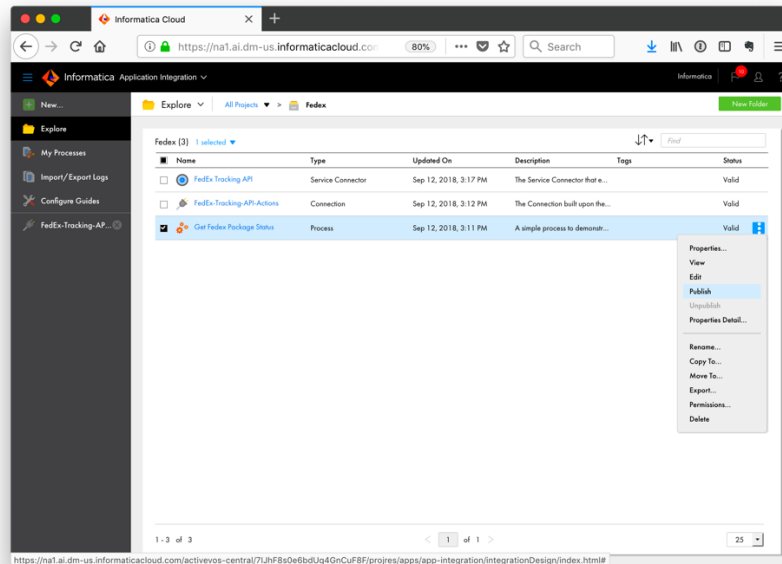 Informatica Cloud
https://na1.ai.dm-us.informaticacloud.com
80%
Search
Informatica Application Integration
Informatica
New...
Explore
All Projects > Fedex
New Folder
Explore
My Processes
Import/Export Logs
Configure Guides
FedEx-Tracking-AP...
Fedex (3) 1 selected
Find
Name Type Updated On Description Tags Status
FedEx Tracking API Service Connector Sep 12, 2018, 3:17 PM The Service Connector that e... Valid
FedEx-Tracking-API-Actions Connection Sep 12, 2018, 3:12 PM The Connection built upon the... Valid
Get Fedex Package Status Process Sep 12, 2018, 3:11 PM A simple process to demonstr... Valid
Properties...
View
Edit
Publish
Unpublish
Properties Detail...
Rename...
Copy To...
Move To...
Export...
Permissions...
Delete
1 - 3 of 3
< 1 of 1 >
25
https://na1.ai.dm-us.informaticacloud.com/activevos-central/7IJhF8s0e6bdUq4GnCuF8F/projres/apps/app-integration/integrationDesign/index.html#